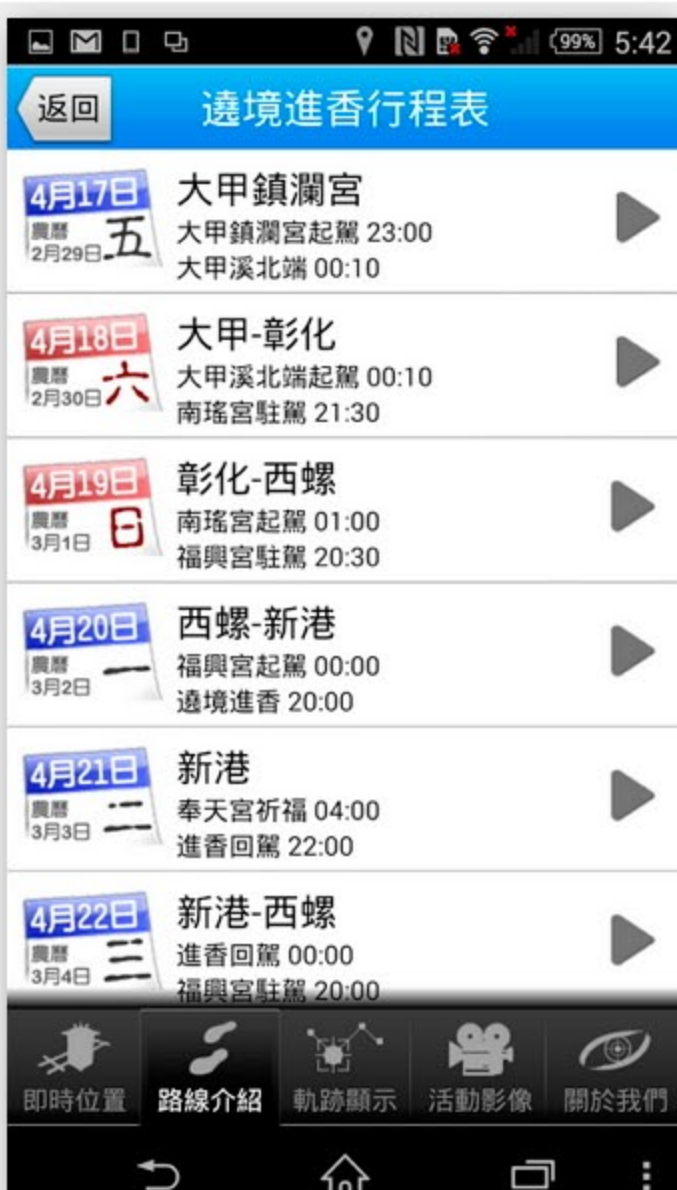 99% 5:42
返回 遶境進香行程表
4月17日
農曆
2月29日
五
大甲鎮瀾宮
大甲鎮瀾宮起駕 23:00
大甲溪北端 00:10
4月18日
農曆
2月30日
六
大甲-彰化
大甲溪北端起駕 00:10
南瑤宮駐駕 21:30
4月19日
農曆
3月1日
日
彰化-西螺
南瑤宮起駕 01:00
福興宮駐駕 20:30
4月20日
農曆
3月2日
一
西螺-新港
福興宮起駕 00:00
遶境進香 20:00
4月21日
農曆
3月3日
二
新港
奉天宮祈福 04:00
進香回駕 22:00
4月22日
農曆
3月4日
三
新港-西螺
進香回駕 00:00
福興宮駐駕 20:00
即時位置 路線介紹 軌跡顯示 活動影像 關於我們